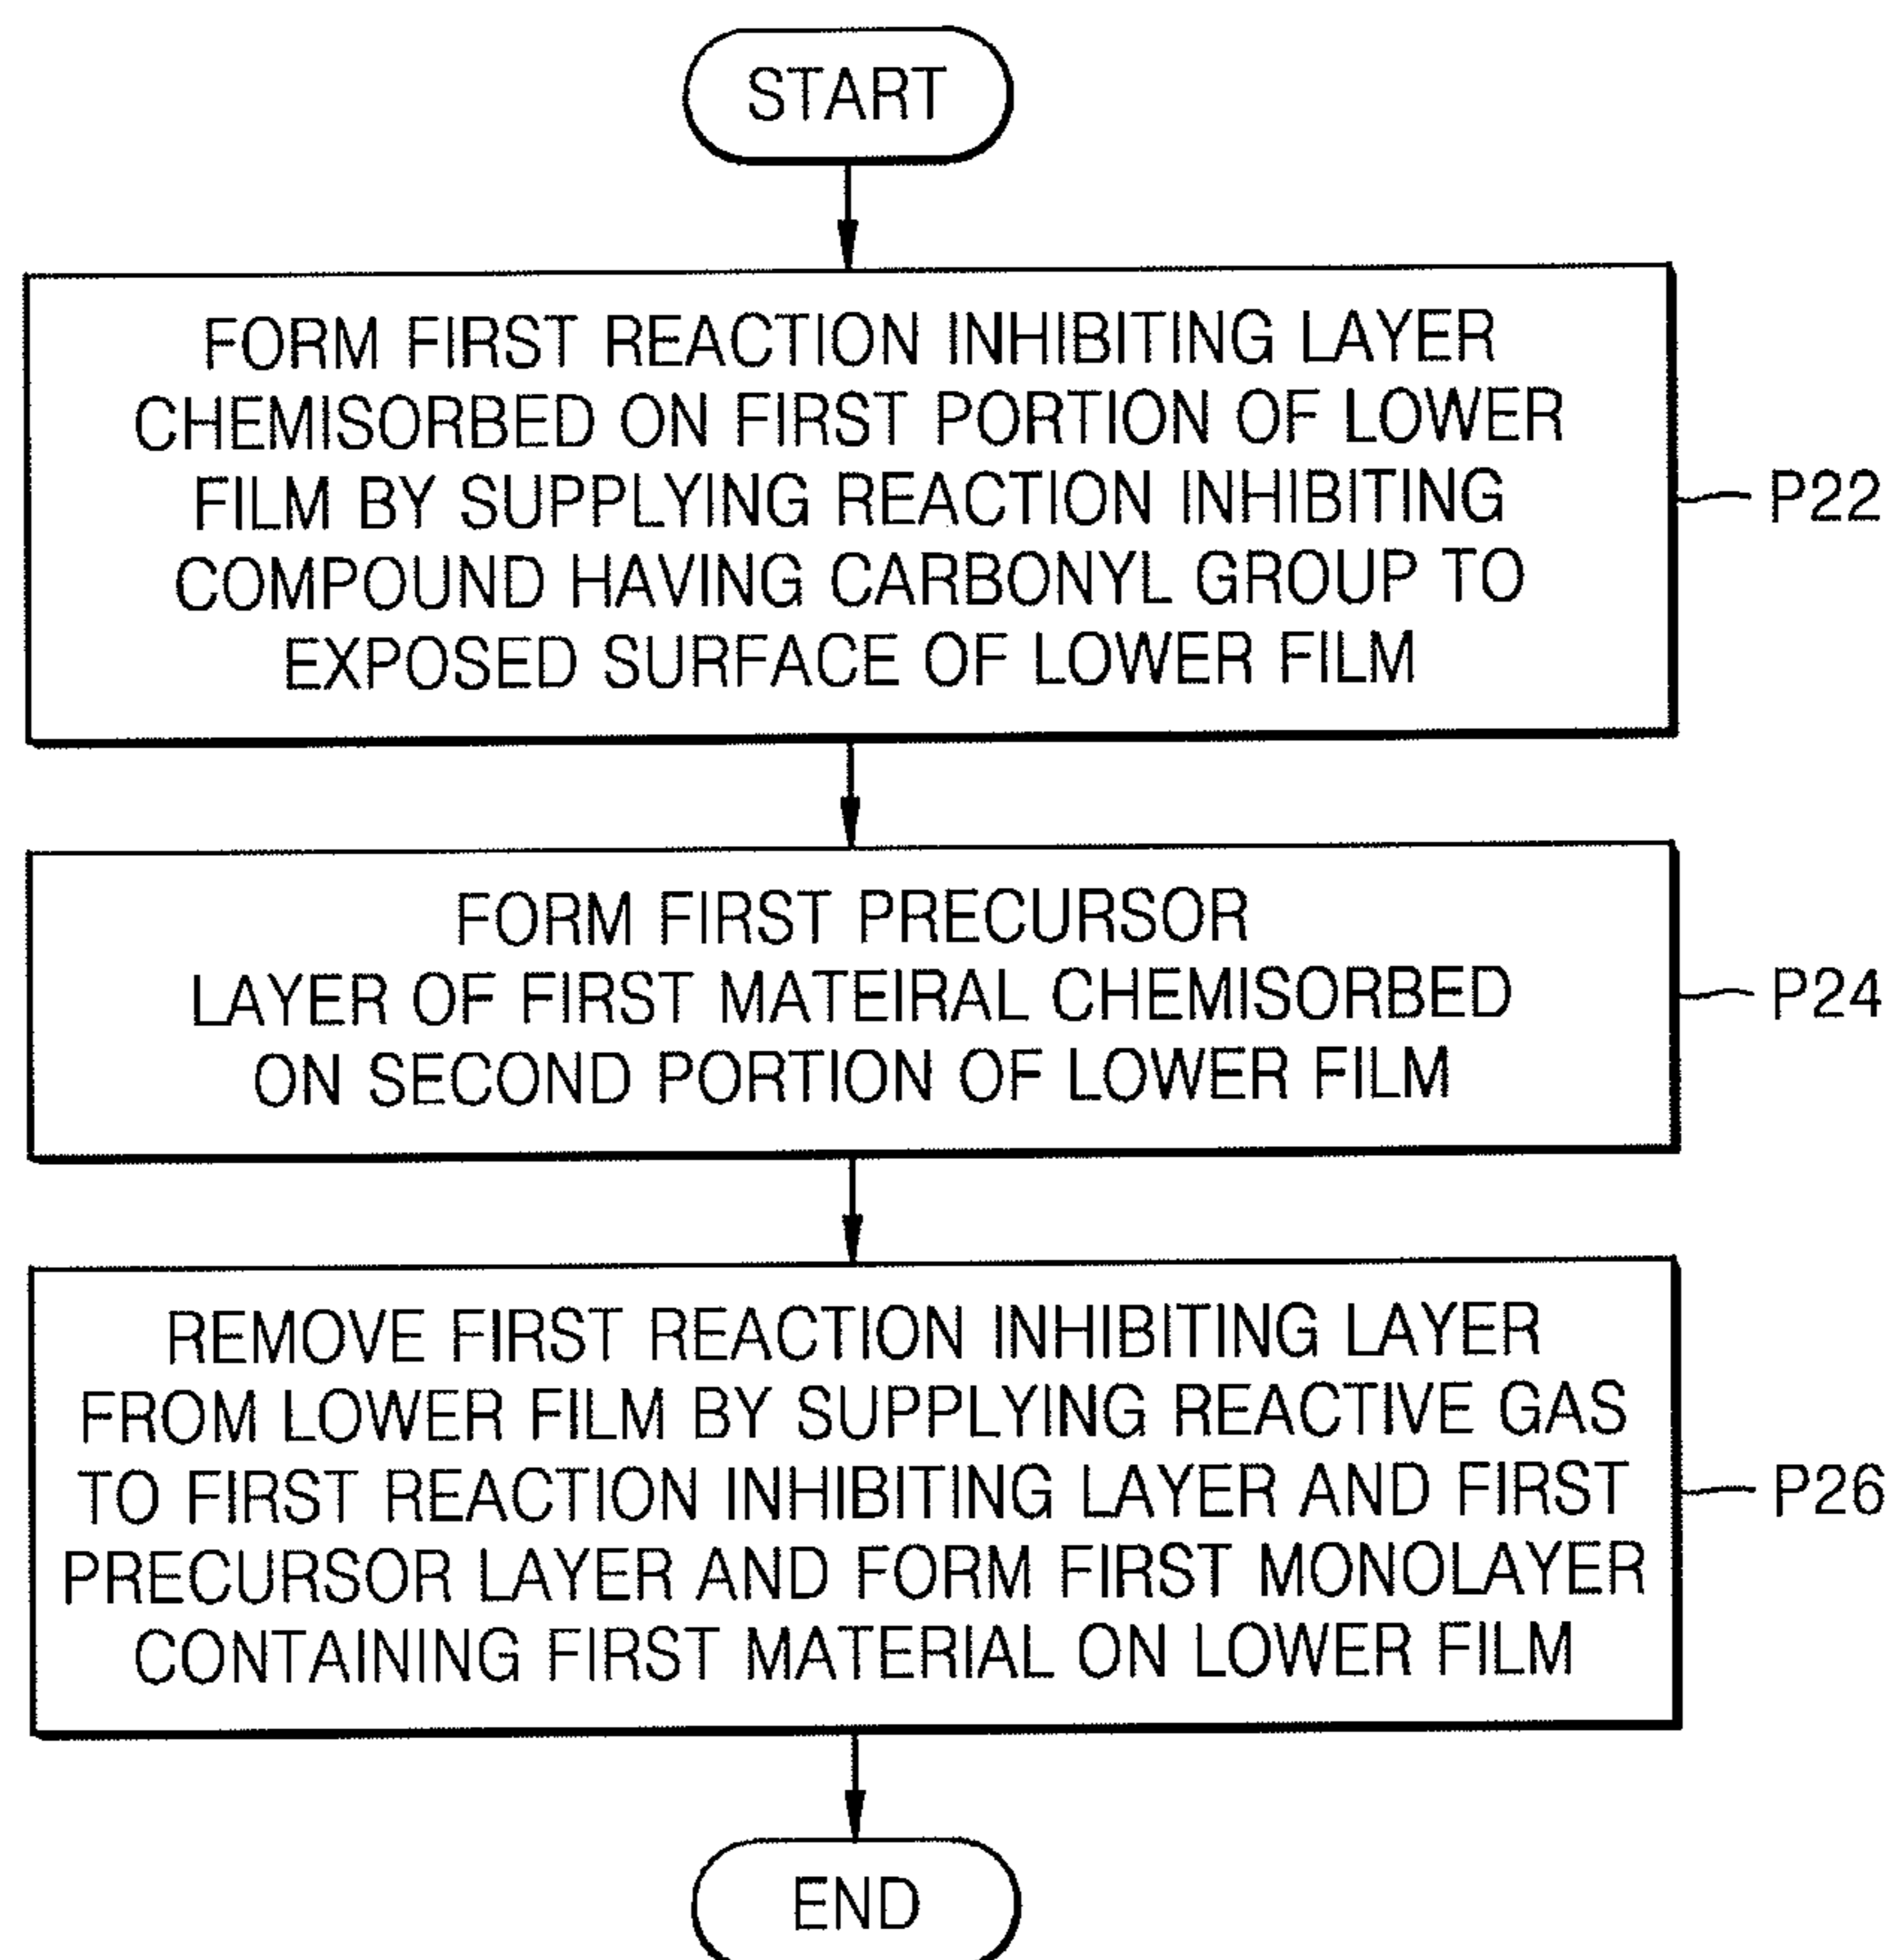 START
FORM FIRST REACTION INHIBITING LAYER
CHEMISORBED ON FIRST PORTION OF LOWER
FILM BY SUPPLYING REACTION INHIBITING
COMPOUND HAVING CARBONYL GROUP TO
EXPOSED SURFACE OF LOWER FILM
P22
FORM FIRST PRECURSOR
LAYER OF FIRST MATEIRAL CHEMISORBED
ON SECOND PORTION OF LOWER FILM
P24
REMOVE FIRST REACTION INHIBITING LAYER
FROM LOWER FILM BY SUPPLYING REACTIVE GAS
TO FIRST REACTION INHIBITING LAYER AND FIRST
PRECURSOR LAYER AND FORM FIRST MONOLAYER
CONTAINING FIRST MATERIAL ON LOWER FILM
P26
END